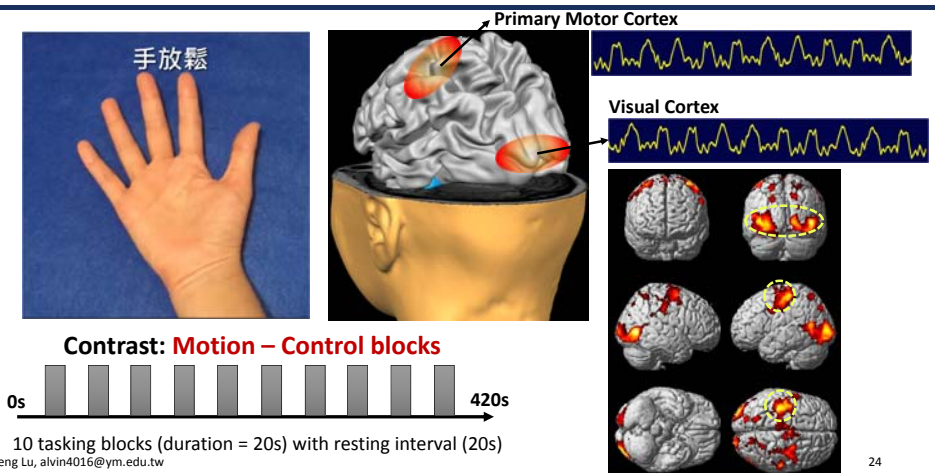 Primary Motor Cortex
手放鬆
Visual Cortex
Contrast: Motion – Control blocks
0s
420s
10 tasking blocks (duration = 20s) with resting interval (20s)
eng Lu, alvin4016@ym.edu.tw
24